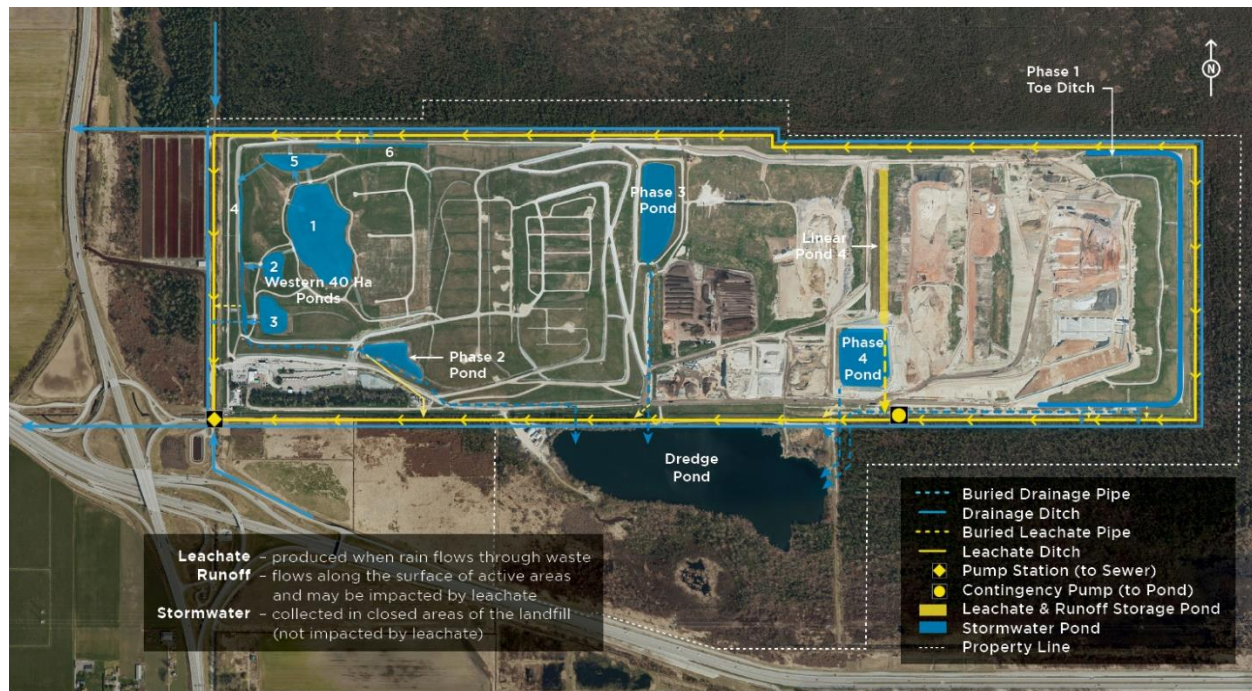 N
Phase 1
Toe Ditch
5
6
4
1
Phase 3
Pond
Linear
Pond 4
2
Western 40 Ha
Ponds
3
Phase 2
Pond
Phase
4
Pond
Dredge
Pond
Leachate – produced when rain flows through waste
Runoff – flows along the surface of active areas
and may be impacted by leachate
Stormwater – collected in closed areas of the landfill
(not impacted by leachate)
Buried Drainage Pipe
Drainage Ditch
Buried Leachate Pipe
Leachate Ditch
Pump Station (to Sewer)
Contingency Pump (to Pond)
Leachate & Runoff Storage Pond
Stormwater Pond
Property Line